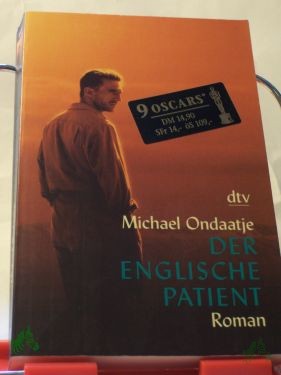 9 OSCARS*
DM 14,90
SFr 14,- öS 109,-
dtv
Michael Ondaatje
DER
ENGLISCHE
PATIENT
Roman